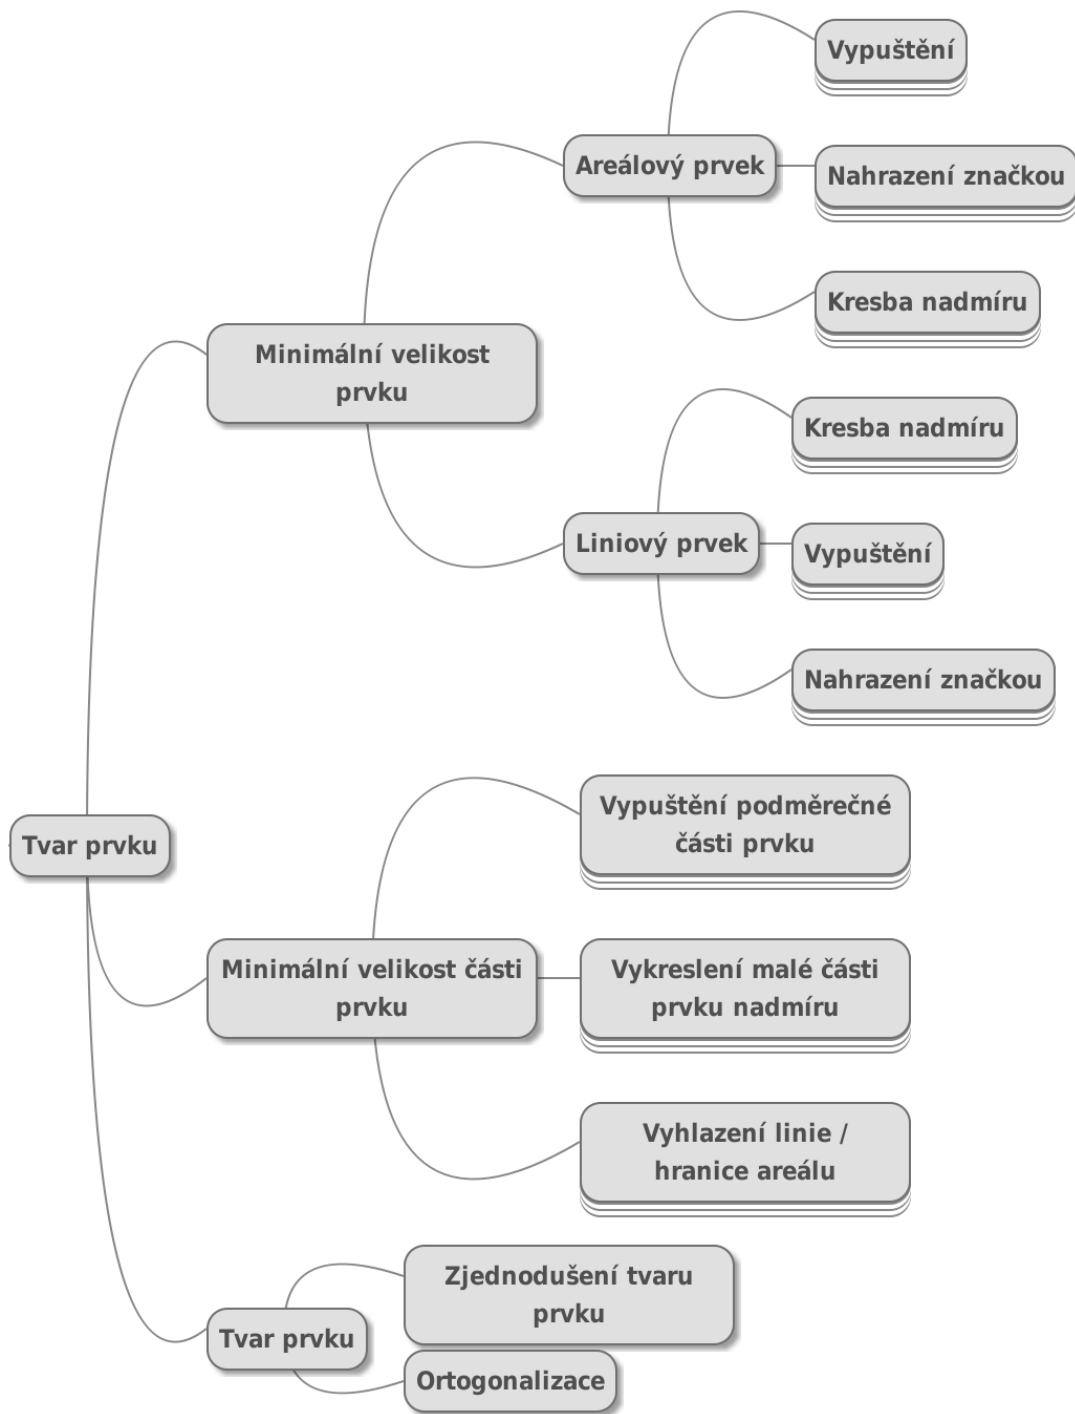 Vypuštění
Areálový prvek
Nahrazení značkou
Kresba nadmíru
Minimální velikost
prvku
Kresba nadmíru
Liniový prvek
Vypuštění
Nahrazení značkou
Vypuštění podměrečné
části prvku
Tvar prvku
Minimální velikost části
prvku
Vykreslení malé části
prvku nadmíru
Vyhlazení linie /
hranice areálu
Zjednodušení tvaru
prvku
Tvar prvku
Ortogonalizace